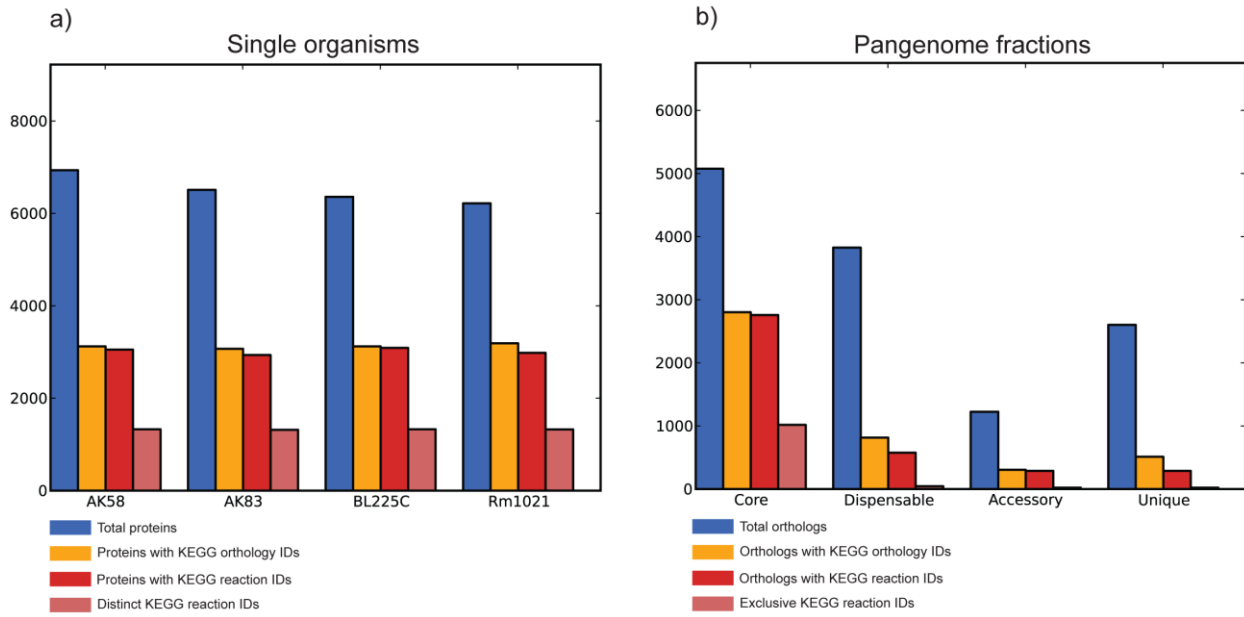 a)
Single organisms
8000
6000
4000
2000
0
AK58 AK83 BL225C Rm1021
Total proteins
Proteins with KEGG orthology IDs
Proteins with KEGG reaction IDs
Distinct KEGG reaction IDs
b)
Pangenome fractions
6000
5000
4000
3000
2000
1000
0
Core Dispensable Accessory Unique
Total orthologs
Orthologs with KEGG orthology IDs
Orthologs with KEGG reaction IDs
Exclusive KEGG reaction IDs